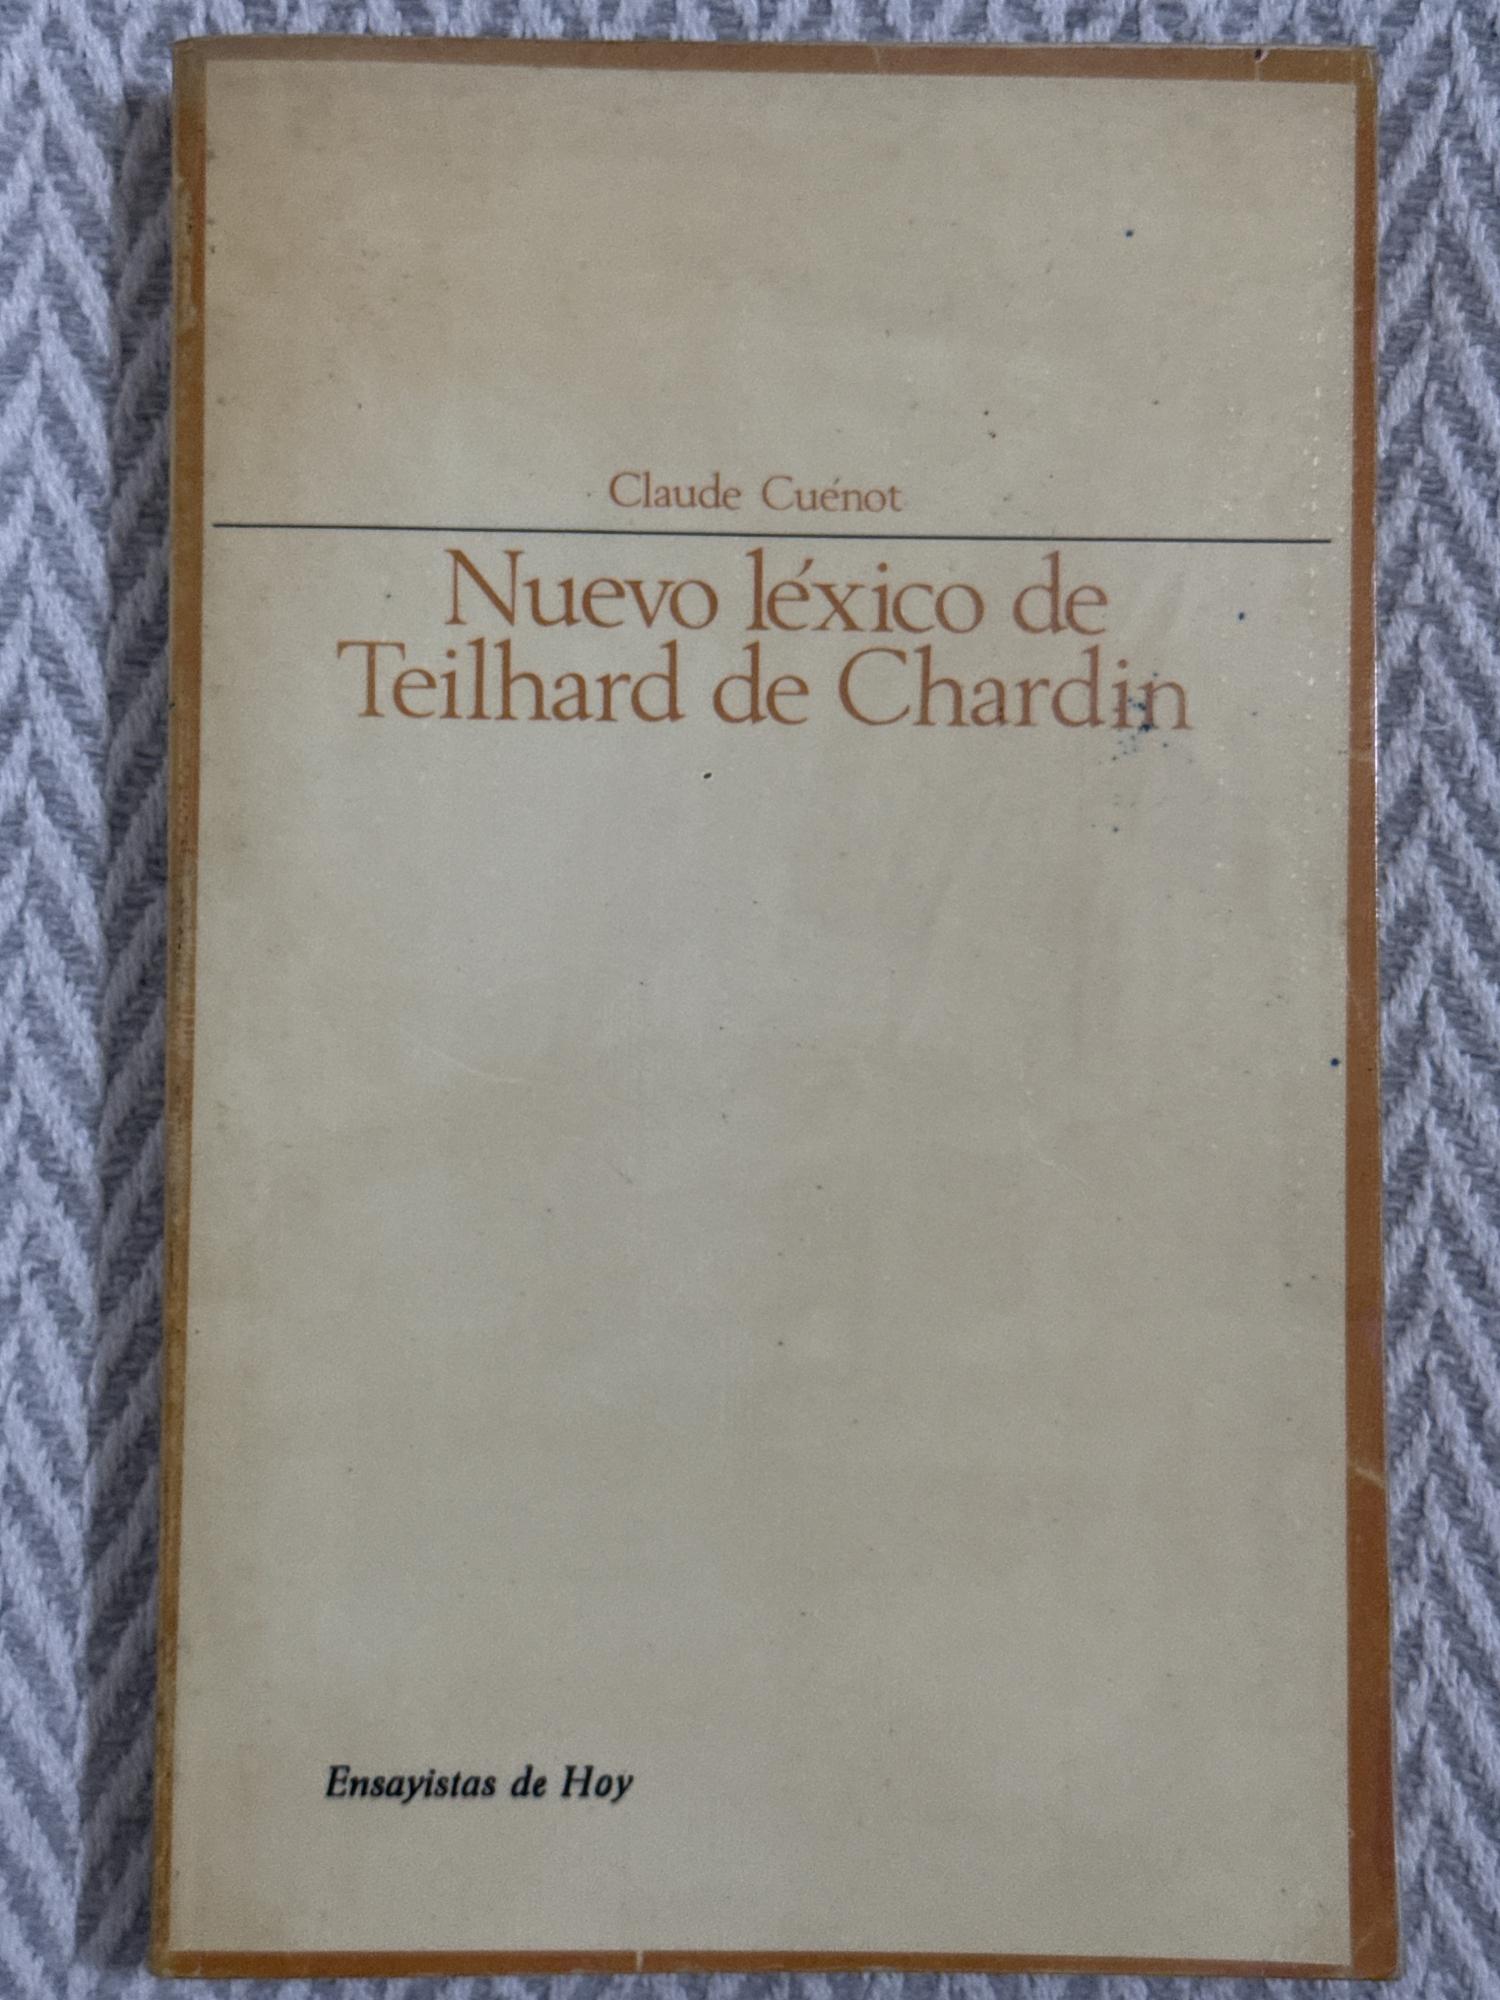 Claude Cuénot
Nuevo léxico de
Teilhard de Chardin
Ensayistas de Hoy